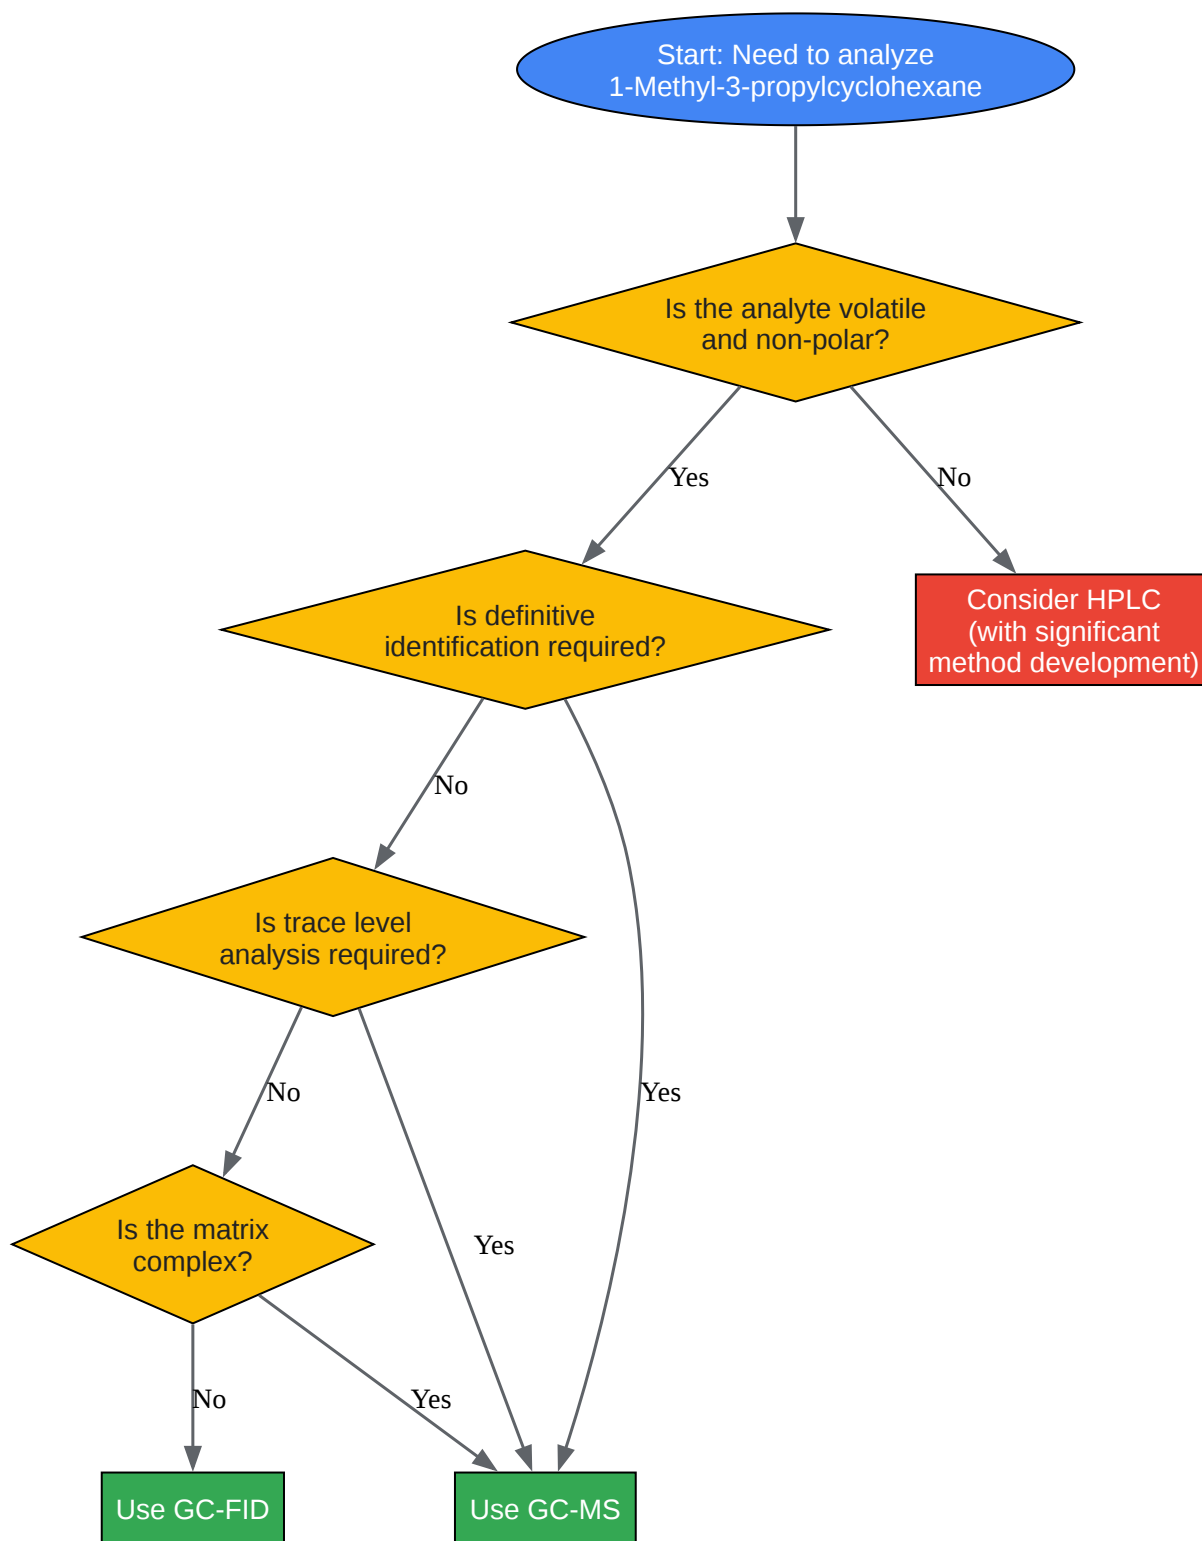 Start: Need to analyze
1-Methyl-3-propylcyclohexane
Is the analyte volatile
and non-polar?
Yes
No
Is definitive
identification required?
Consider HPLC
(with significant
method development)
No
Is trace level
analysis required?
No
Yes
Is the matrix
complex?
Yes
No
Yes
Use GC-FID
Use GC-MS